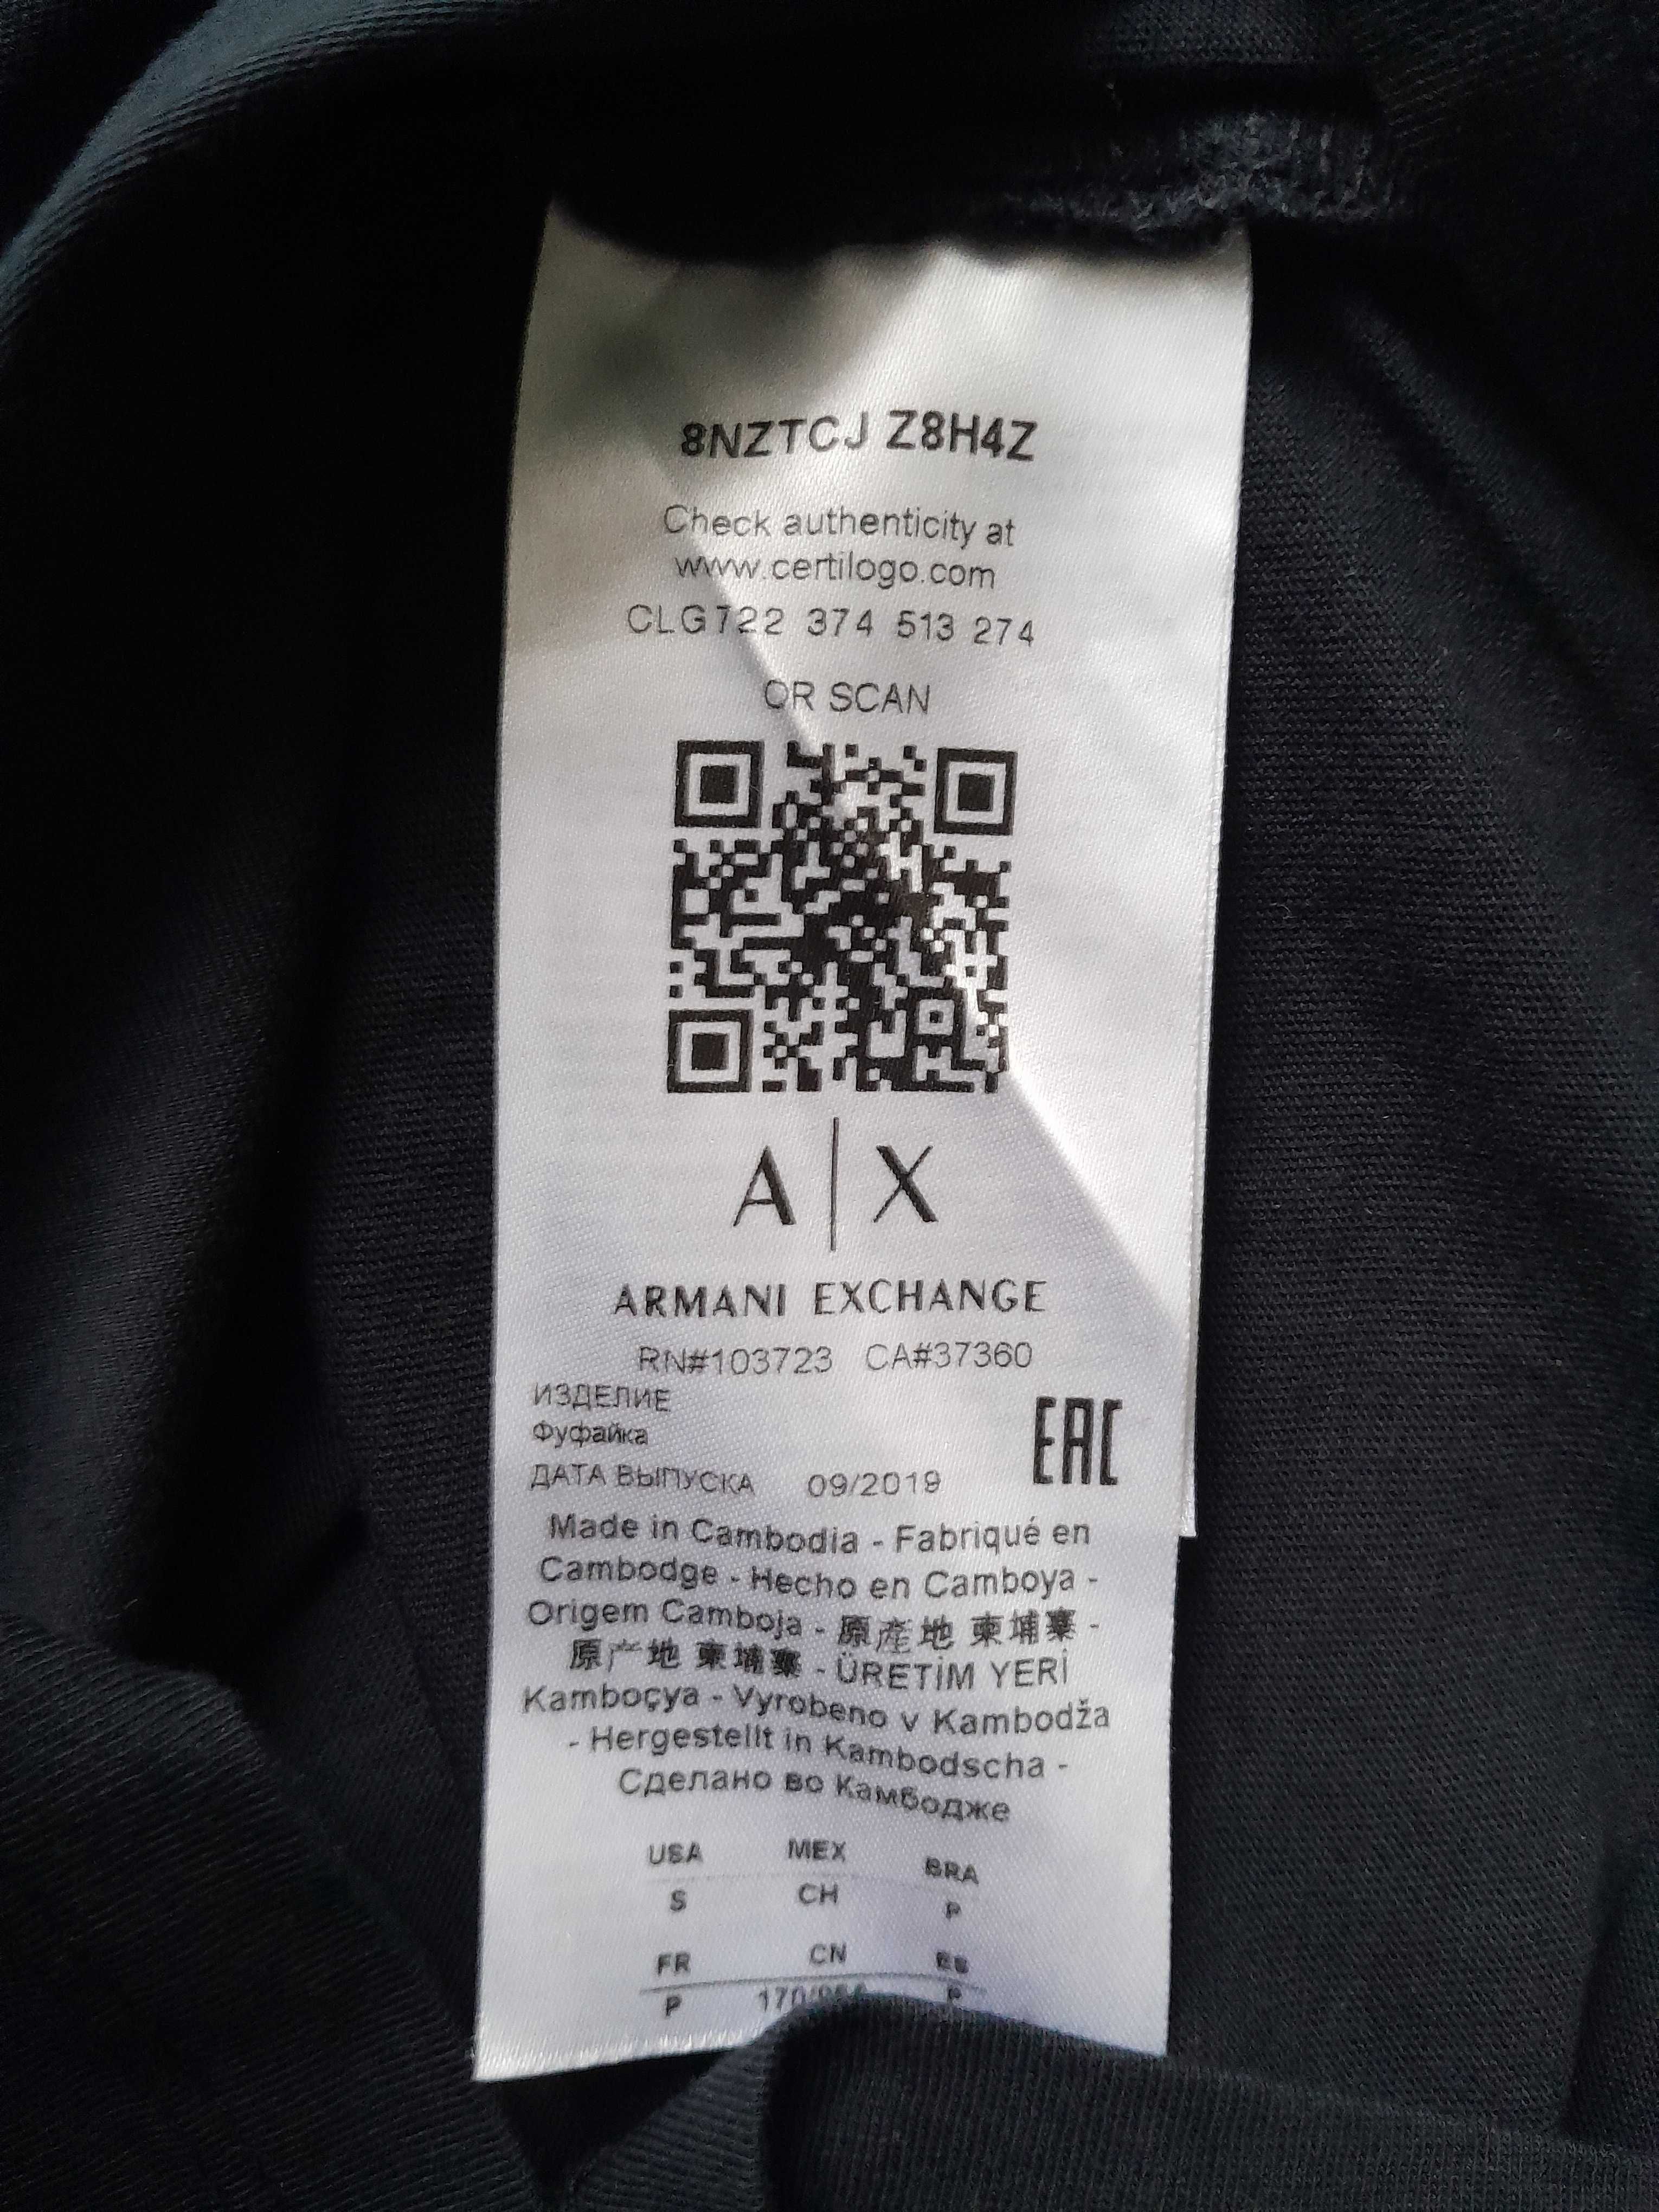 8NZTCJ Z8H4Z
Check authenticity at
www.certilogo.com
CLG722 374 513 274
OR SCAN
A|X
ARMANI EXCHANGE
RN#103723 CA#37360
ИЗДЕЛИЕ
Фуфайка
EAC
ДАТА ВЫПУСКА 09/2019
Made in Cambodia - Fabriqué en
Cambodge - Hecho en Camboya -
Origem Camboja - 原產地 柬埔寨 -
原产地 柬埔寨 - ÜRETİM YERİ
Kamboçya - Vyrobeno v Kambodža
- Hergestellt in Kambodscha -
Сделано во Камбодже
USA MEX BRA
S CH P
FR CN ES
P P